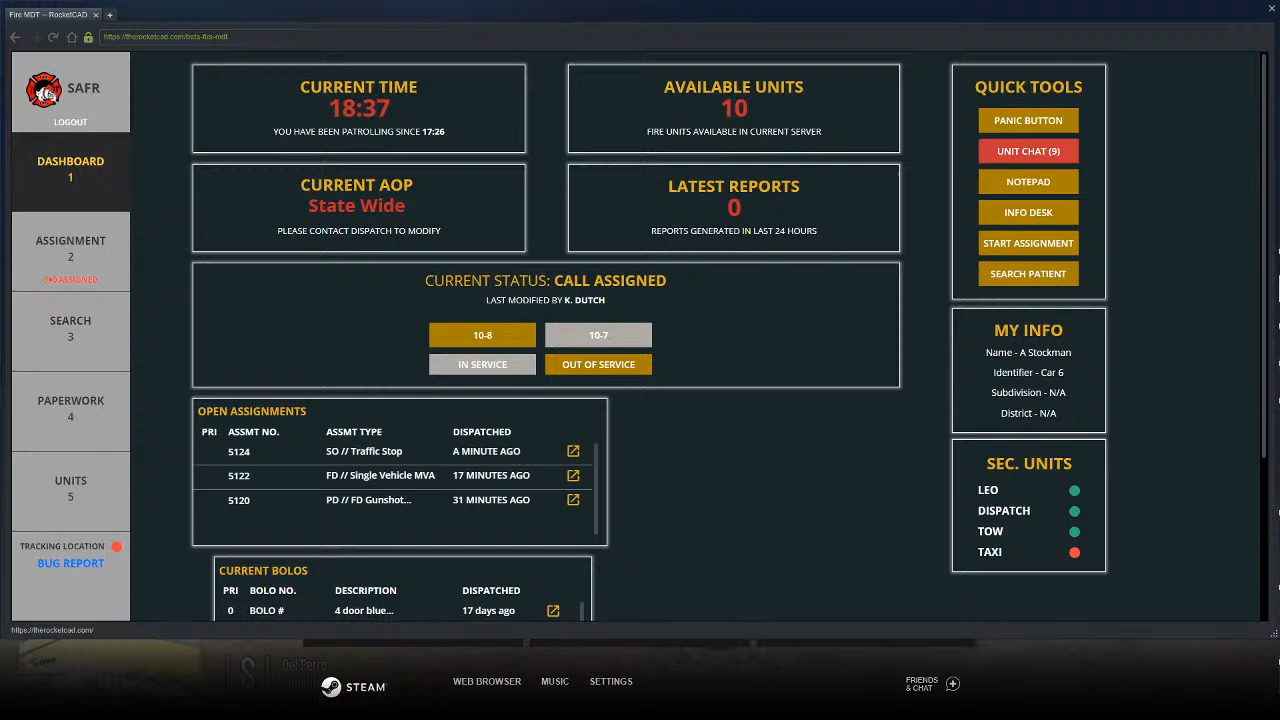 Fire MDT – RocketCAD
https://therocketcad.com/beta-fire-mdt
SAFR
LOGOUT
DASHBOARD
1
ASSIGNMENT
2
ASSIGNED
SEARCH
3
PAPERWORK
4
UNITS
5
TRACKING LOCATION
BUG REPORT
CURRENT TIME
18:37
YOU HAVE BEEN PATROLLING SINCE 17:26
AVAILABLE UNITS
10
FIRE UNITS AVAILABLE IN CURRENT SERVER
CURRENT AOP
State Wide
PLEASE CONTACT DISPATCH TO MODIFY
LATEST REPORTS
0
REPORTS GENERATED IN LAST 24 HOURS
CURRENT STATUS: CALL ASSIGNED
LAST MODIFIED BY K. DUTCH
10-8 10-7
IN SERVICE OUT OF SERVICE
OPEN ASSIGNMENTS
PRI ASSMT NO. ASSMT TYPE DISPATCHED
5124 SO // Traffic Stop A MINUTE AGO
5122 FD // Single Vehicle MVA 17 MINUTES AGO
5120 PD // FD Gunshot... 31 MINUTES AGO
CURRENT BOLOS
PRI BOLO NO. DESCRIPTION DISPATCHED
0 BOLO # 4 door blue... 17 days ago
QUICK TOOLS
PANIC BUTTON
UNIT CHAT (9)
NOTEPAD
INFO DESK
START ASSIGNMENT
SEARCH PATIENT
MY INFO
Name - A Stockman
Identifier - Car 6
Subdivision - N/A
District - N/A
SEC. UNITS
LEO
DISPATCH
TOW
TAXI
https://therocketcad.com/
Del Perro
STEAM
WEB BROWSER MUSIC SETTINGS
FRIENDS
& CHAT